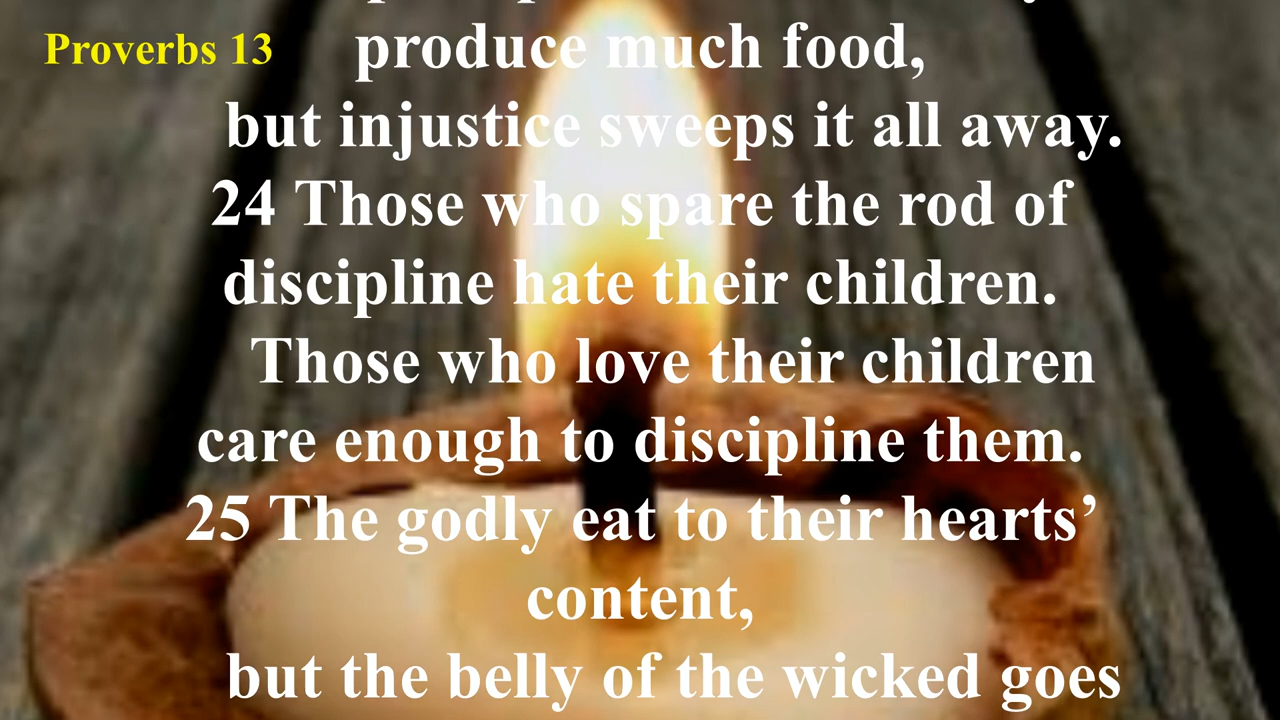 Proverbs 13
produce much food,
but injustice sweeps it all away.
24 Those who spare the rod of
discipline hate their children.
Those who love their children
care enough to discipline them.
25 The godly eat to their hearts’
content,
but the belly of the wicked goes